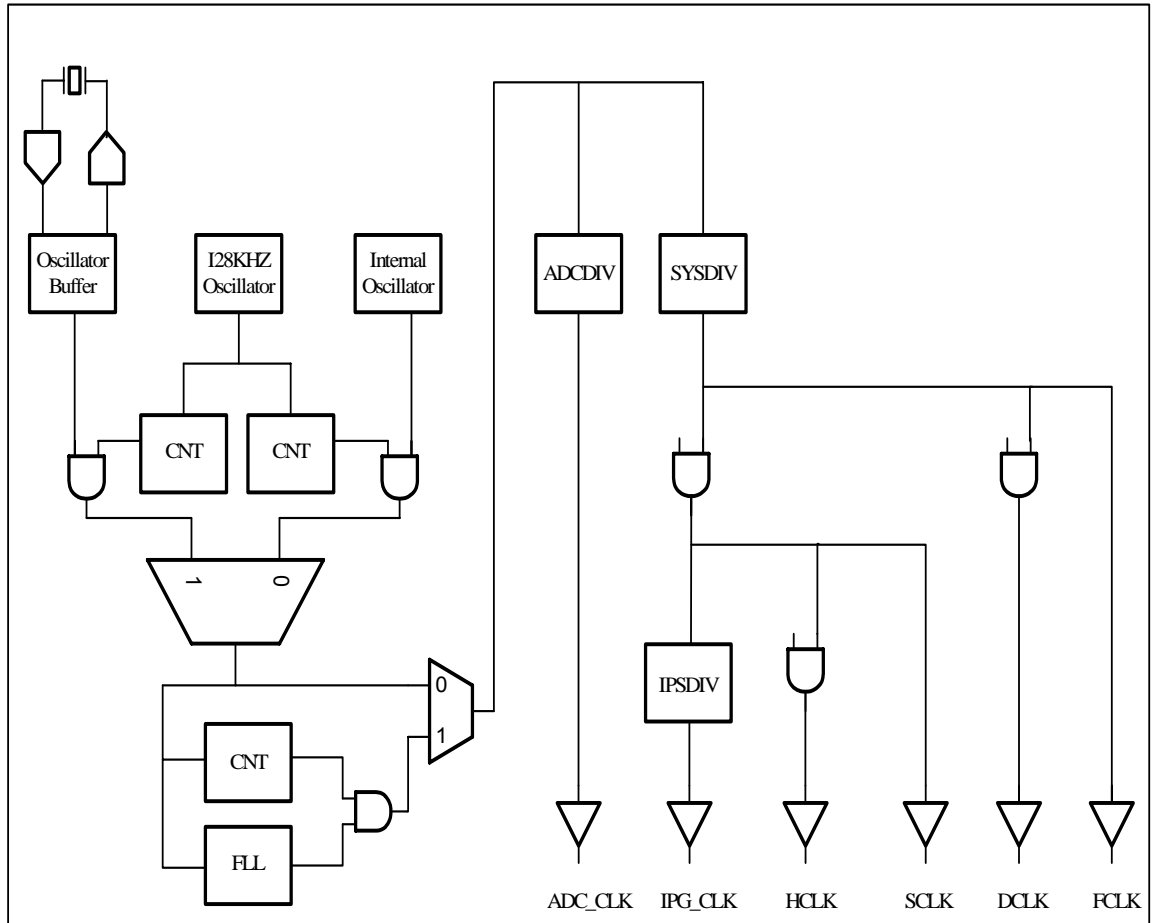 Oscillator
Buffer
I28KHZ
Oscillator
Internal
Oscillator
ADCDIV
SYSDIV
CNT
CNT
1
0
IPSDIV
0
1
CNT
FLL
ADC_CLK
IPG_CLK
HCLK
SCLK
DCLK
FCLK